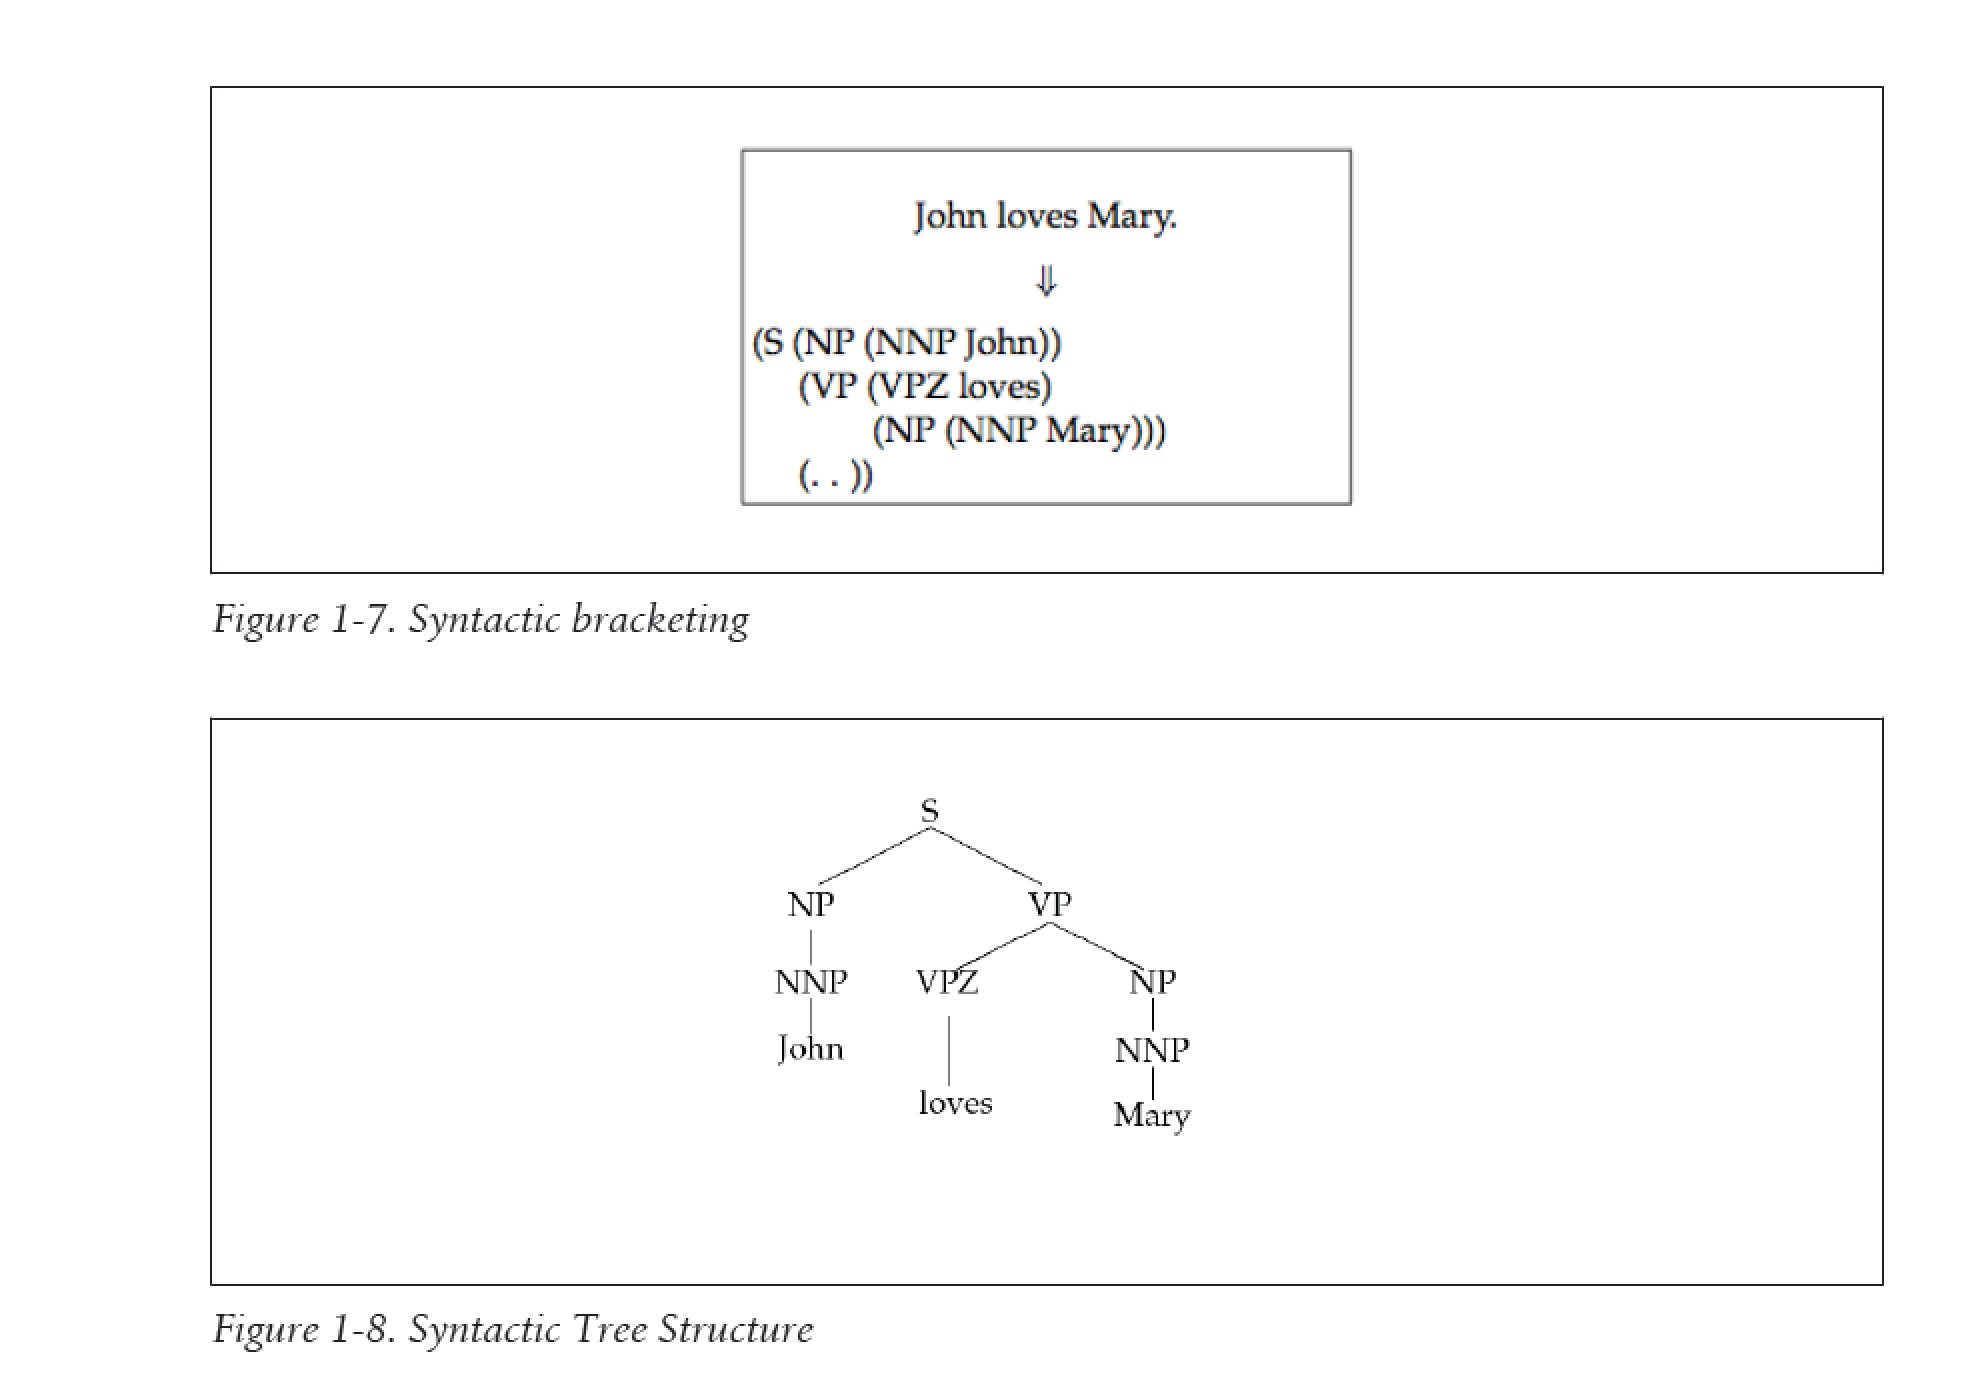 John loves Mary.
⇓
(S (NP (NNP John))
(VP (VPZ loves)
(NP (NNP Mary)))
(. . ))
Figure 1-7. Syntactic bracketing
S
NP VP
NNP VPZ NP
John NNP
loves Mary
Figure 1-8. Syntactic Tree Structure